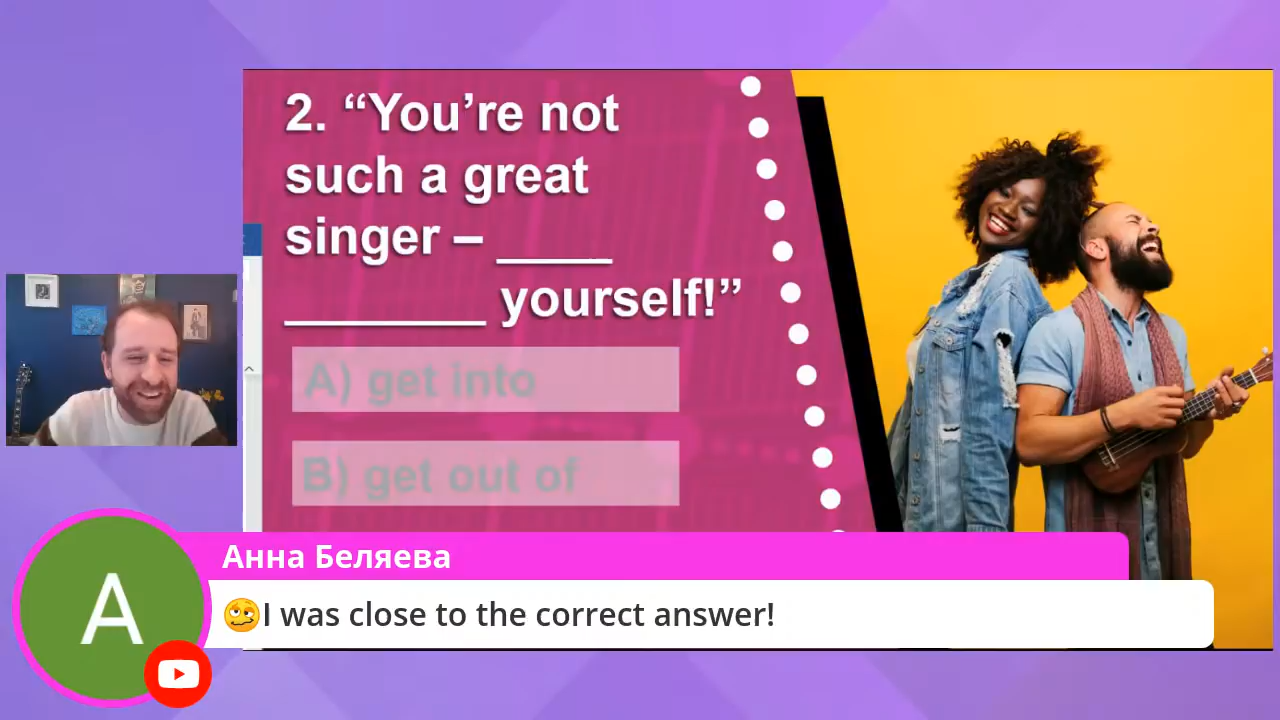 2. “You’re not
such a great
singer – ____
________ yourself!”
A) get into
B) get out of
Анна Беляева
A
🥴I was close to the correct answer!